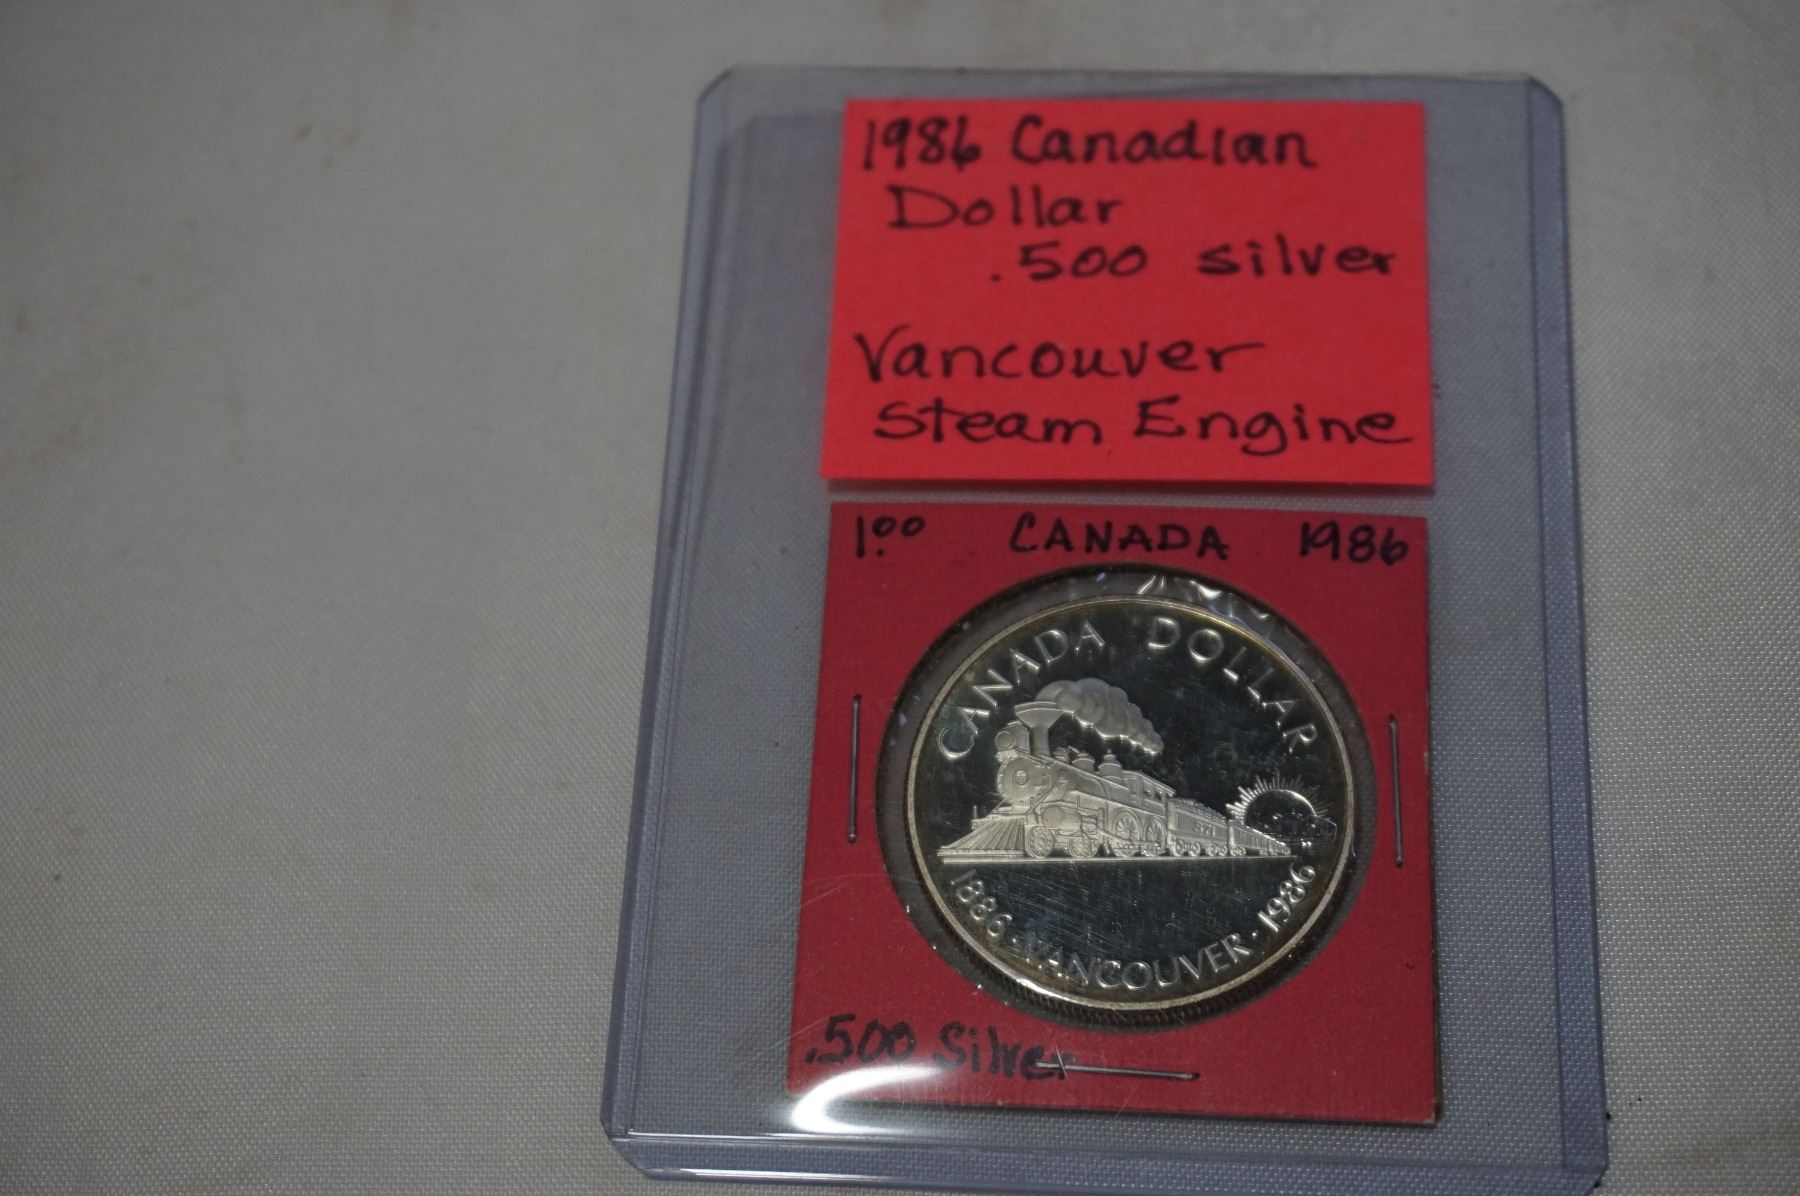 1986 Canadian
Dollar
.500 silver
Vancouver
Steam Engine
1.00 CANADA 1986
CANADA DOLLAR
371
1886 · VANCOUVER · 1986
.500 Silver